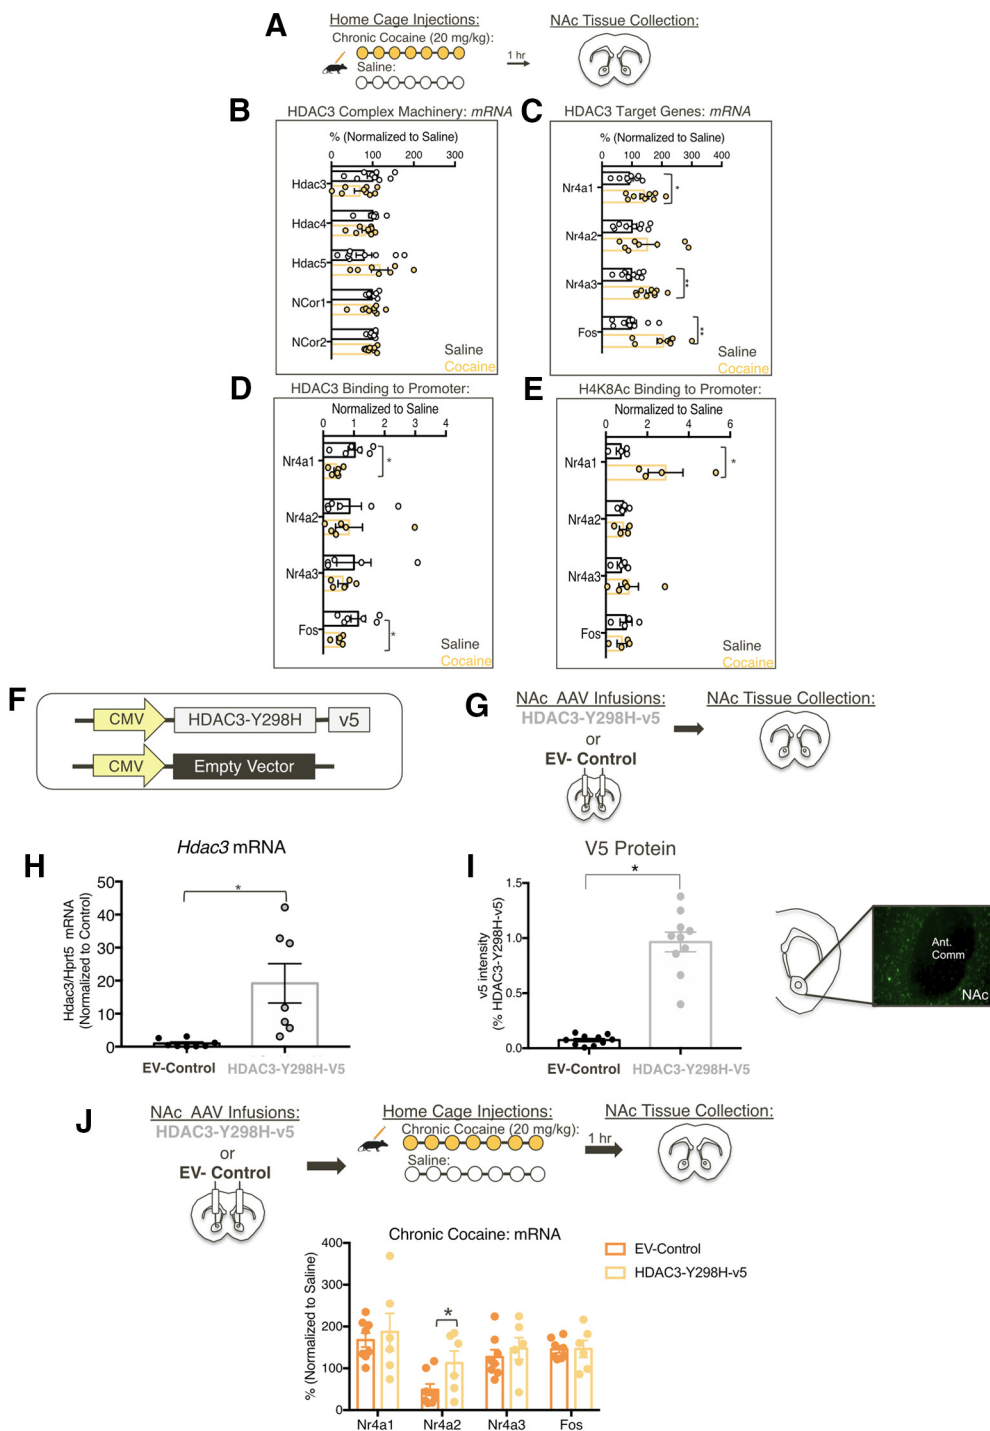 A
Home Cage Injections:
NAc Tissue Collection:
Chronic Cocaine (20 mg/kg):
1 hr
Saline:
B
HDAC3 Complex Machinery: mRNA
% (Normalized to Saline)
0 100 200 300
Hdac3
Hdac4
Hdac5
NCor1
NCor2
Saline
Cocaine
C
HDAC3 Target Genes: mRNA
% (Normalized to Saline)
0 100 200 300 400
Nr4a1
*
Nr4a2
Nr4a3
**
Fos
**
Saline
Cocaine
D
HDAC3 Binding to Promoter:
Normalized to Saline
0 1 2 3 4
Nr4a1
*
Nr4a2
Nr4a3
Fos
*
Saline
Cocaine
E
H4K8Ac Binding to Promoter:
Normalized to Saline
0 2 4 6
Nr4a1
*
Nr4a2
Nr4a3
Fos
Saline
Cocaine
F
CMV HDAC3-Y298H v5
CMV Empty Vector
G
NAc AAV Infusions:
HDAC3-Y298H-v5
or
EV- Control
NAc Tissue Collection:
H
Hdac3 mRNA
Hdac3/Hprt5 mRNA
(Normalized to Control)
50
40
30
20
10
0
*
EV-Control HDAC3-Y298H-V5
I
V5 Protein
v5 intensity
(% HDAC3-Y298H-v5)
1.5
1.0
0.5
0.0
*
EV-Control HDAC3-Y298H-V5
Ant.
Comm
NAc
J
NAc AAV Infusions:
HDAC3-Y298H-v5
or
EV- Control
Home Cage Injections:
Chronic Cocaine (20 mg/kg):
Saline:
1 hr
NAc Tissue Collection:
Chronic Cocaine: mRNA
% (Normalized to Saline)
400
300
200
100
0
*
EV-Control
HDAC3-Y298H-v5
Nr4a1 Nr4a2 Nr4a3 Fos